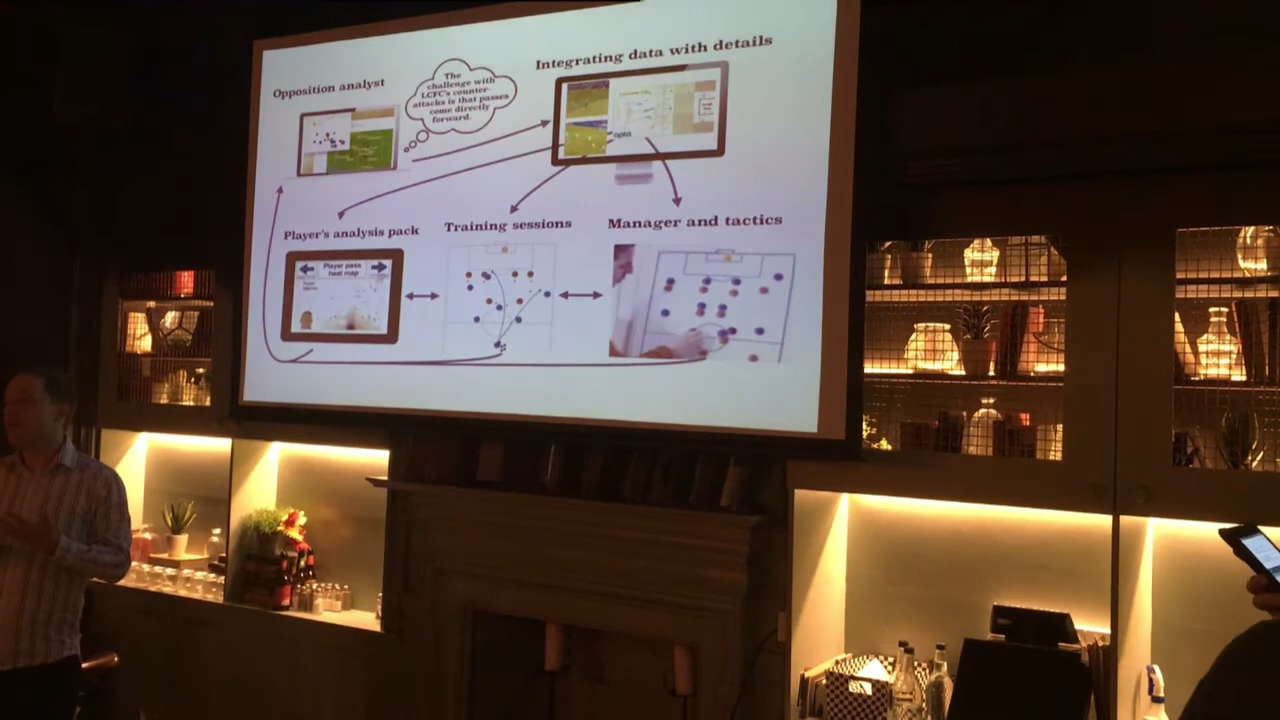 Integrating data with details
Opposition analyst
The
challenge with
LCFC's counter-
attacks is that passes
come directly
forward.
opta
Player's analysis pack
Training sessions
Manager and tactics
Player pass
heat map